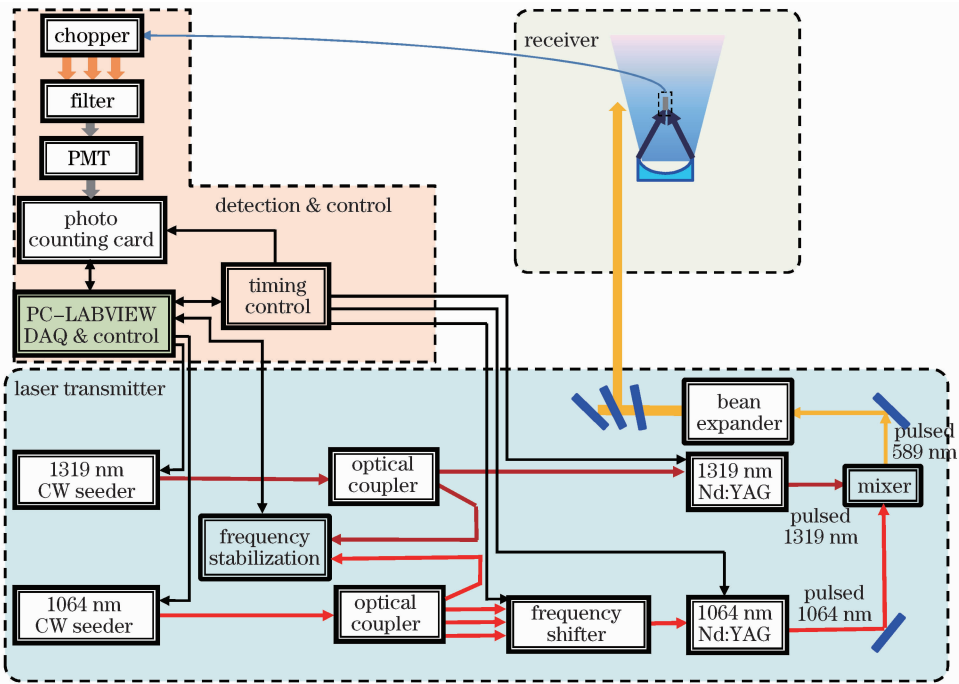 chopper
filter
PMT
photo
counting card
PC-LABVIEW
DAQ & control
timing
control
detection & control
receiver
laser transmitter
1319 nm
CW seeder
optical
coupler
frequency
stabilization
1064 nm
CW seeder
optical
coupler
frequency
shifter
bean
expander
1319 nm
Nd:YAG
1064 nm
Nd:YAG
mixer
pulsed
589 nm
pulsed
1319 nm
pulsed
1064 nm